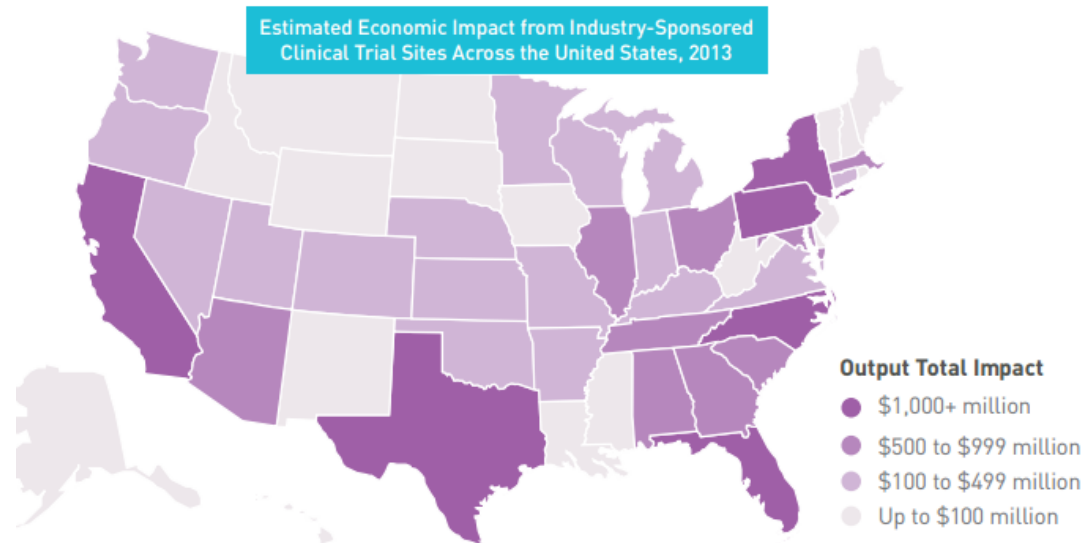 Estimated Economic Impact from Industry-Sponsored
Clinical Trial Sites Across the United States, 2013
Output Total Impact
$1,000+ million
$500 to $999 million
$100 to $499 million
Up to $100 million